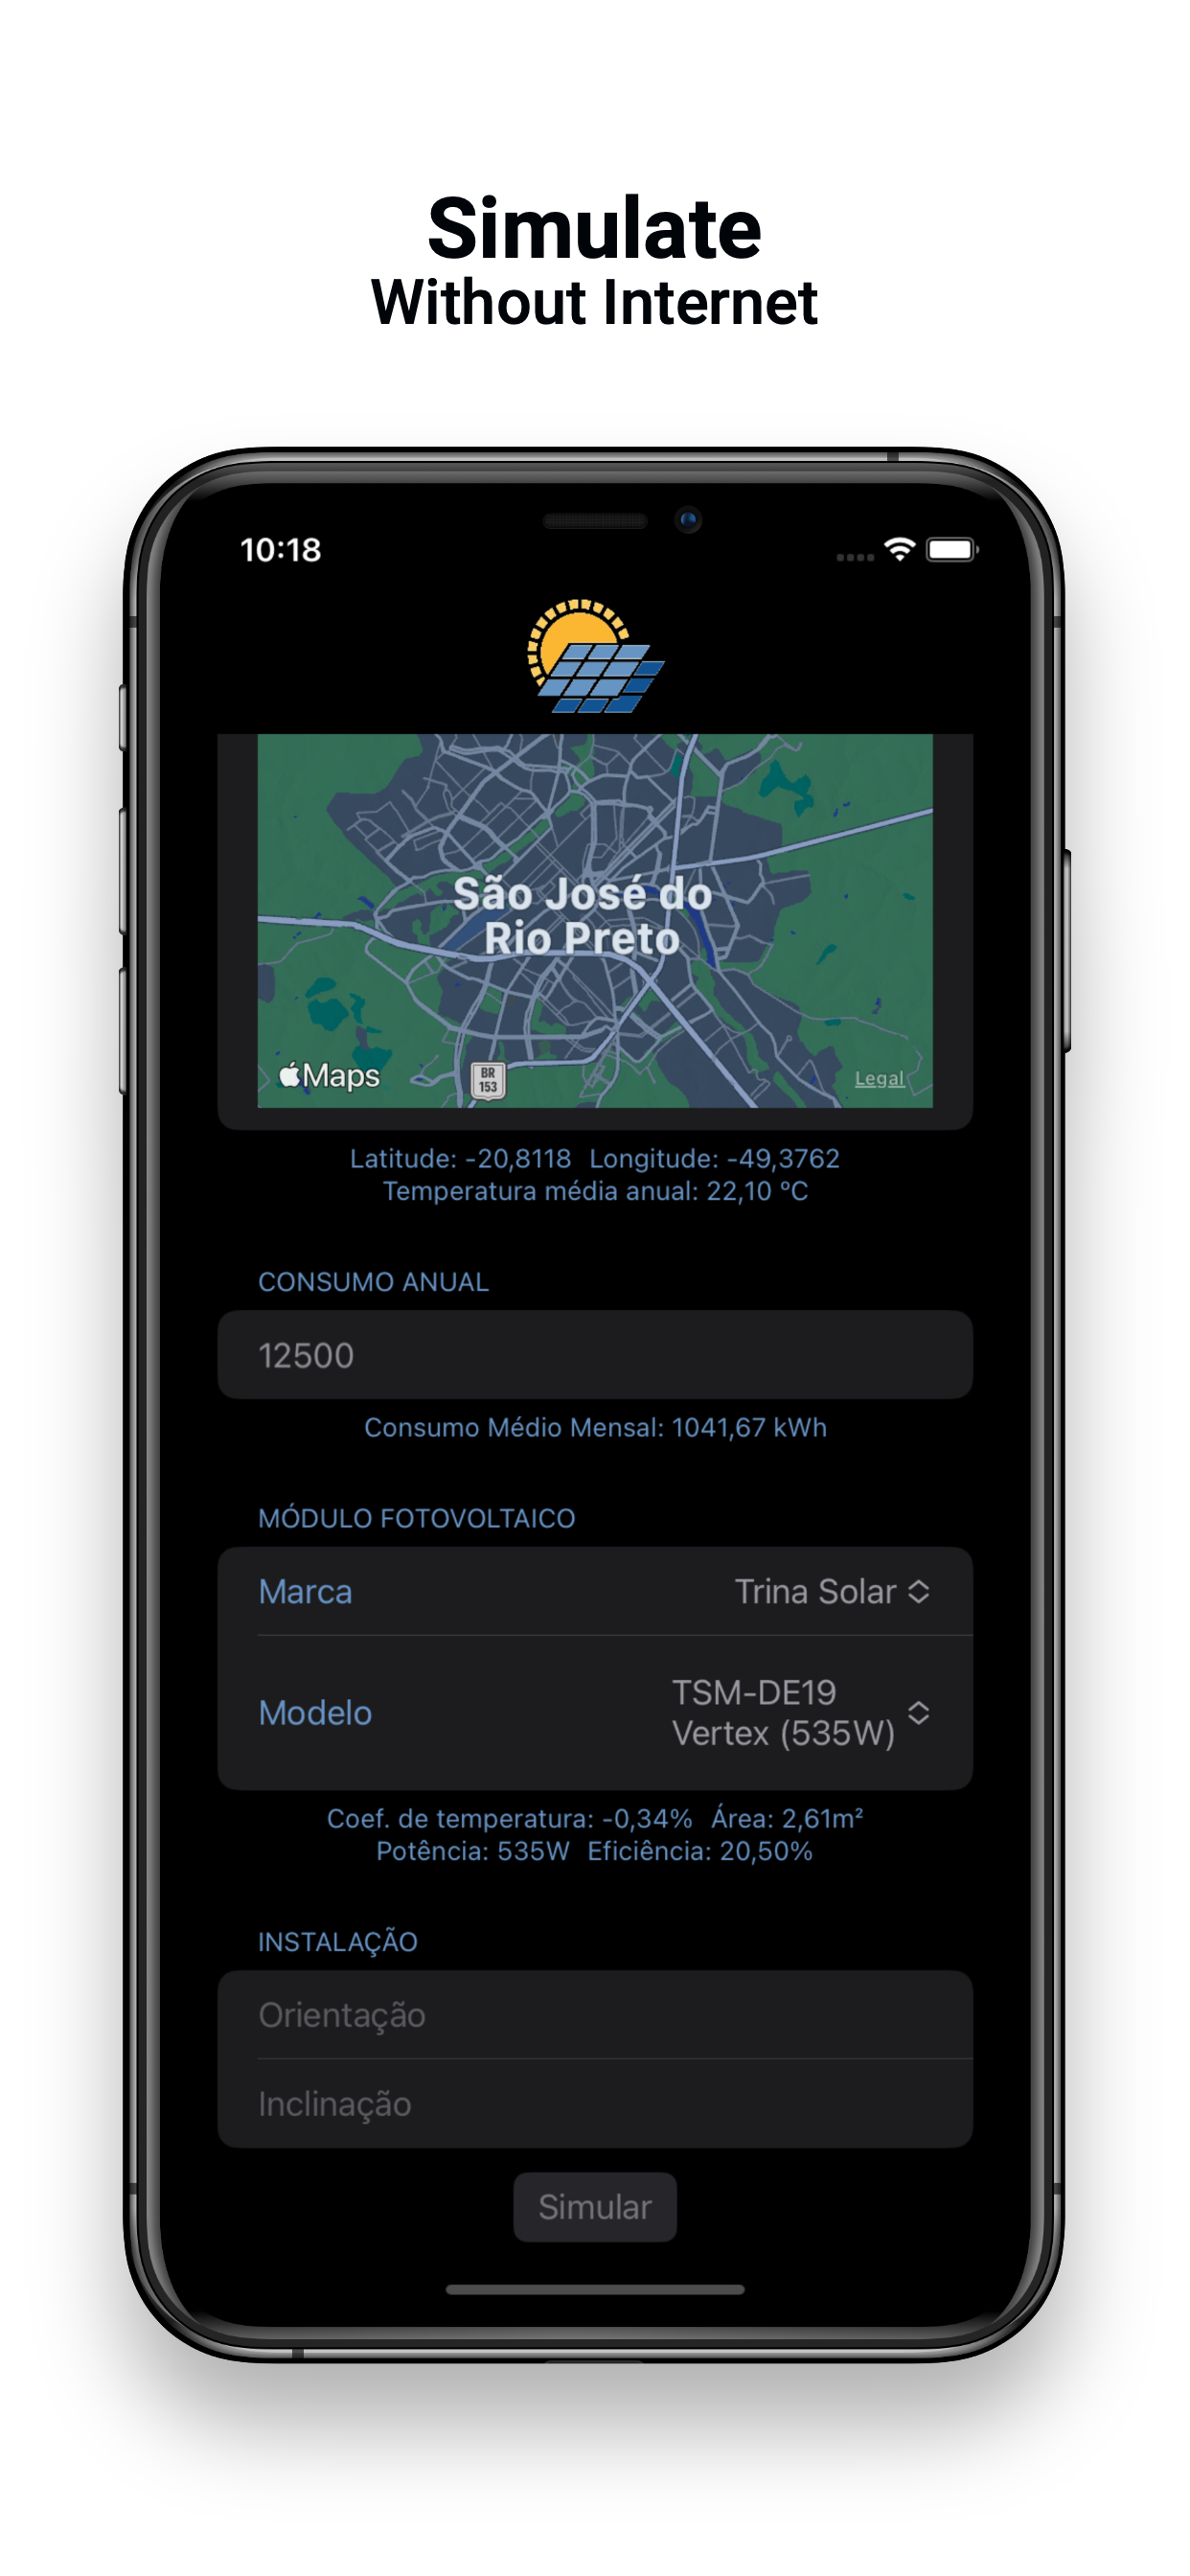 Simulate
Without Internet
10:18
São José do
Rio Preto
Maps
BR
153
Legal
Latitude: -20,8118 Longitude: -49,3762
Temperatura média anual: 22,10 ºC
CONSUMO ANUAL
12500
Consumo Médio Mensal: 1041,67 kWh
MÓDULO FOTOVOLTAICO
Marca Trina Solar
Modelo TSM-DE19
Vertex (535W)
Coef. de temperatura: -0,34% Área: 2,61m²
Potência: 535W Eficiência: 20,50%
INSTALAÇÃO
Orientação
Inclinação
Simular